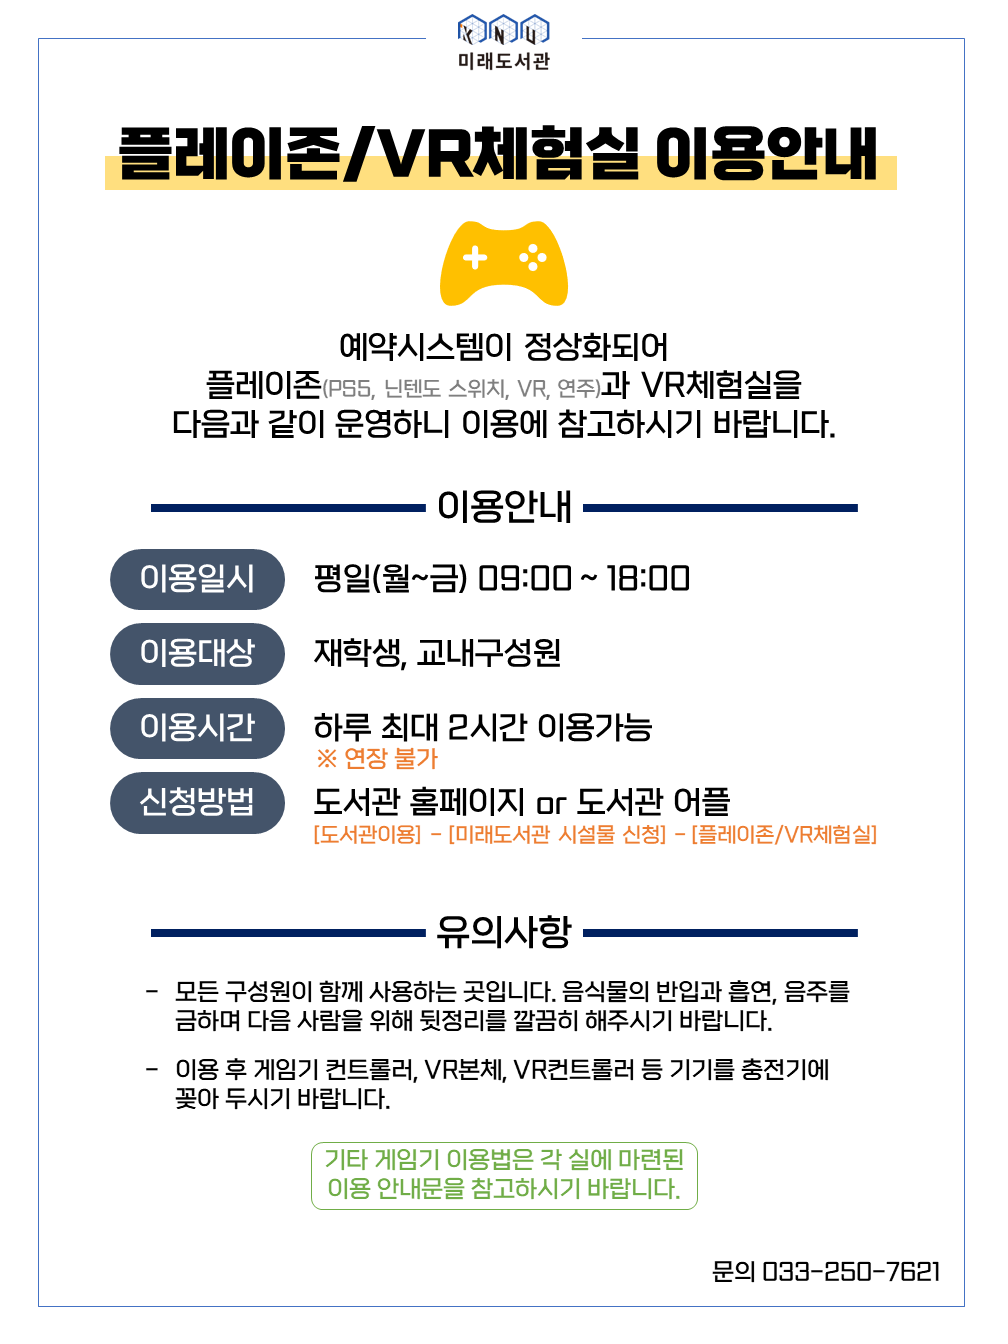 KNU
미래도서관
플레이존/VR체험실 이용안내
예약시스템이 정상화되어
플레이존(PS5, 닌텐도 스위치, VR, 연주)과 VR체험실을
다음과 같이 운영하니 이용에 참고하시기 바랍니다.
이용안내
이용일시 평일(월~금) 09:00 ~ 18:00
이용대상 재학생, 교내구성원
이용시간 하루 최대 2시간 이용가능
※ 연장 불가
신청방법 도서관 홈페이지 or 도서관 어플
[도서관이용] - [미래도서관 시설물 신청] - [플레이존/VR체험실]
유의사항
- 모든 구성원이 함께 사용하는 곳입니다. 음식물의 반입과 흡연, 음주를
금하며 다음 사람을 위해 뒷정리를 깔끔히 해주시기 바랍니다.
- 이용 후 게임기 컨트롤러, VR본체, VR컨트롤러 등 기기를 충전기에
꽂아 두시기 바랍니다.
기타 게임기 이용법은 각 실에 마련된
이용 안내문을 참고하시기 바랍니다.
문의 033-250-7621